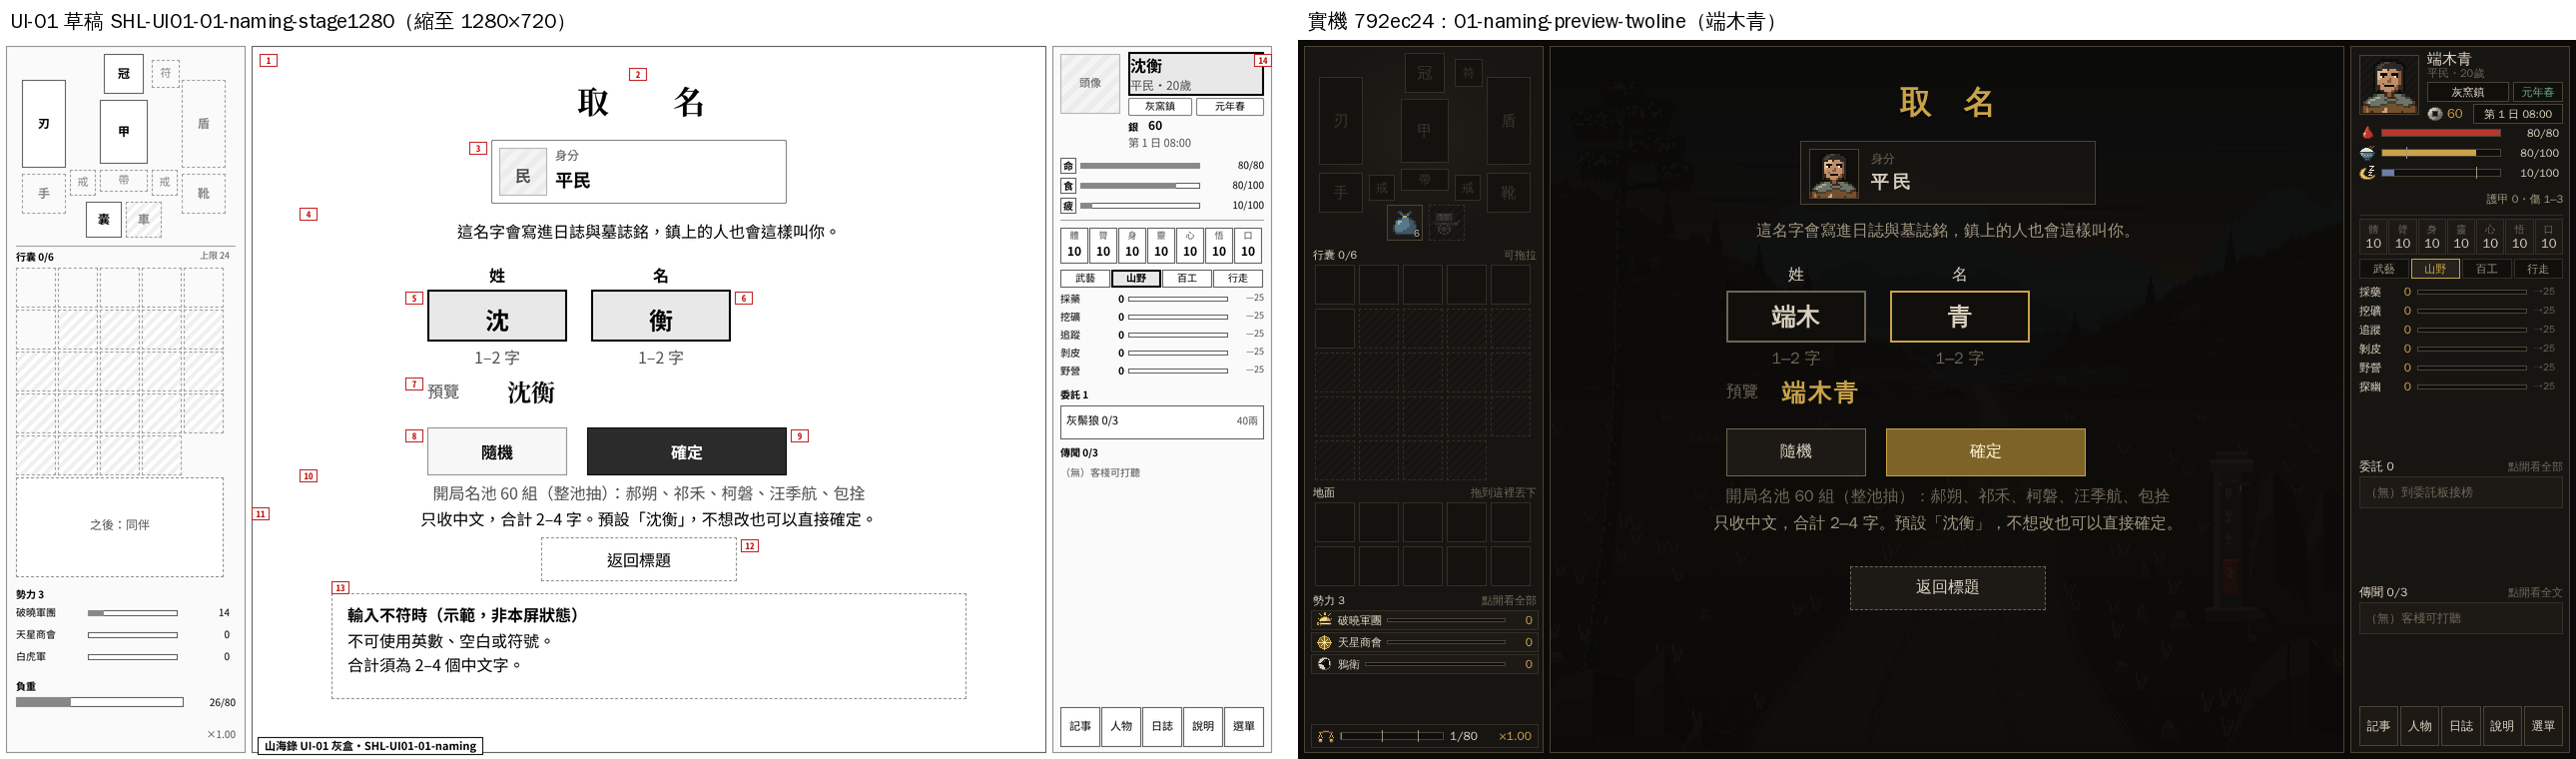 UI-01 草稿 SHL-UI01-01-naming-stage1280（縮至 1280×720）
冠
符
刃
甲
盾
手
戒
帶
戒
靴
囊
車
行囊 0/6
上限 24
之後：同伴
勢力 3
破曉軍團
14
天星商會
0
白虎軍
0
負重
26/80
×1.00
1
2
取 名
3
民
身分
平民
4
這名字會寫進日誌與墓誌銘，鎮上的人也會這樣叫你。
姓
名
5
沈
衡
6
1–2 字
1–2 字
7
預覽
沈衡
8
隨機
確定
9
10
開局名池 60 組（整池抽）：郝朔、祁禾、柯磐、汪季航、包拴
11
只收中文，合計 2–4 字。預設「沈衡」，不想改也可以直接確定。
返回標題
12
13
輸入不符時（示範，非本屏狀態）
不可使用英數、空白或符號。
合計須為 2–4 個中文字。
山海錄 UI-01 灰盒・SHL-UI01-01-naming
頭像
沈衡
14
平民・20歲
灰窯鎮
元年春
銀 60
第 1 日 08:00
命
80/80
食
80/100
疲
10/100
體 膂 身 靈 心 悟 口
10 10 10 10 10 10 10
武藝
山野
百工
行走
採藥 0 —25
挖礦 0 —25
追蹤 0 —25
剝皮 0 —25
野營 0 —25
委託 1
灰鬃狼 0/3
40兩
傳聞 0/3
（無）客棧可打聽
記事
人物
日誌
說明
選單
實機 792ec24：01-naming-preview-twoline（端木青）
冠
符
刃
甲
盾
手
戒
帶
戒
靴
6
行囊 0/6
可拖拉
地面
拖到這裡丟下
勢力 3
點開看全部
破曉軍團
0
天星商會
0
鴉衛
0
1/80
×1.00
取 名
身分
平民
這名字會寫進日誌與墓誌銘，鎮上的人也會這樣叫你。
姓
名
端木
青
1–2 字
1–2 字
預覽
端木青
隨機
確定
開局名池 60 組（整池抽）：郝朔、祁禾、柯磐、汪季航、包拴
只收中文，合計 2–4 字。預設「沈衡」，不想改也可以直接確定。
返回標題
端木青
平民・20歲
灰窯鎮
元年春
60
第 1 日 08:00
80/80
80/100
10/100
護甲 0・傷 1–3
體 膂 身 靈 心 悟 口
10 10 10 10 10 10 10
武藝
山野
百工
行走
採藥 0 →25
挖礦 0 →25
追蹤 0 →25
剝皮 0 →25
野營 0 →25
探幽 0 →25
委託 0
點開看全部
（無）到委託板接榜
傳聞 0/3
點開看全文
（無）客棧可打聽
記事
人物
日誌
說明
選單